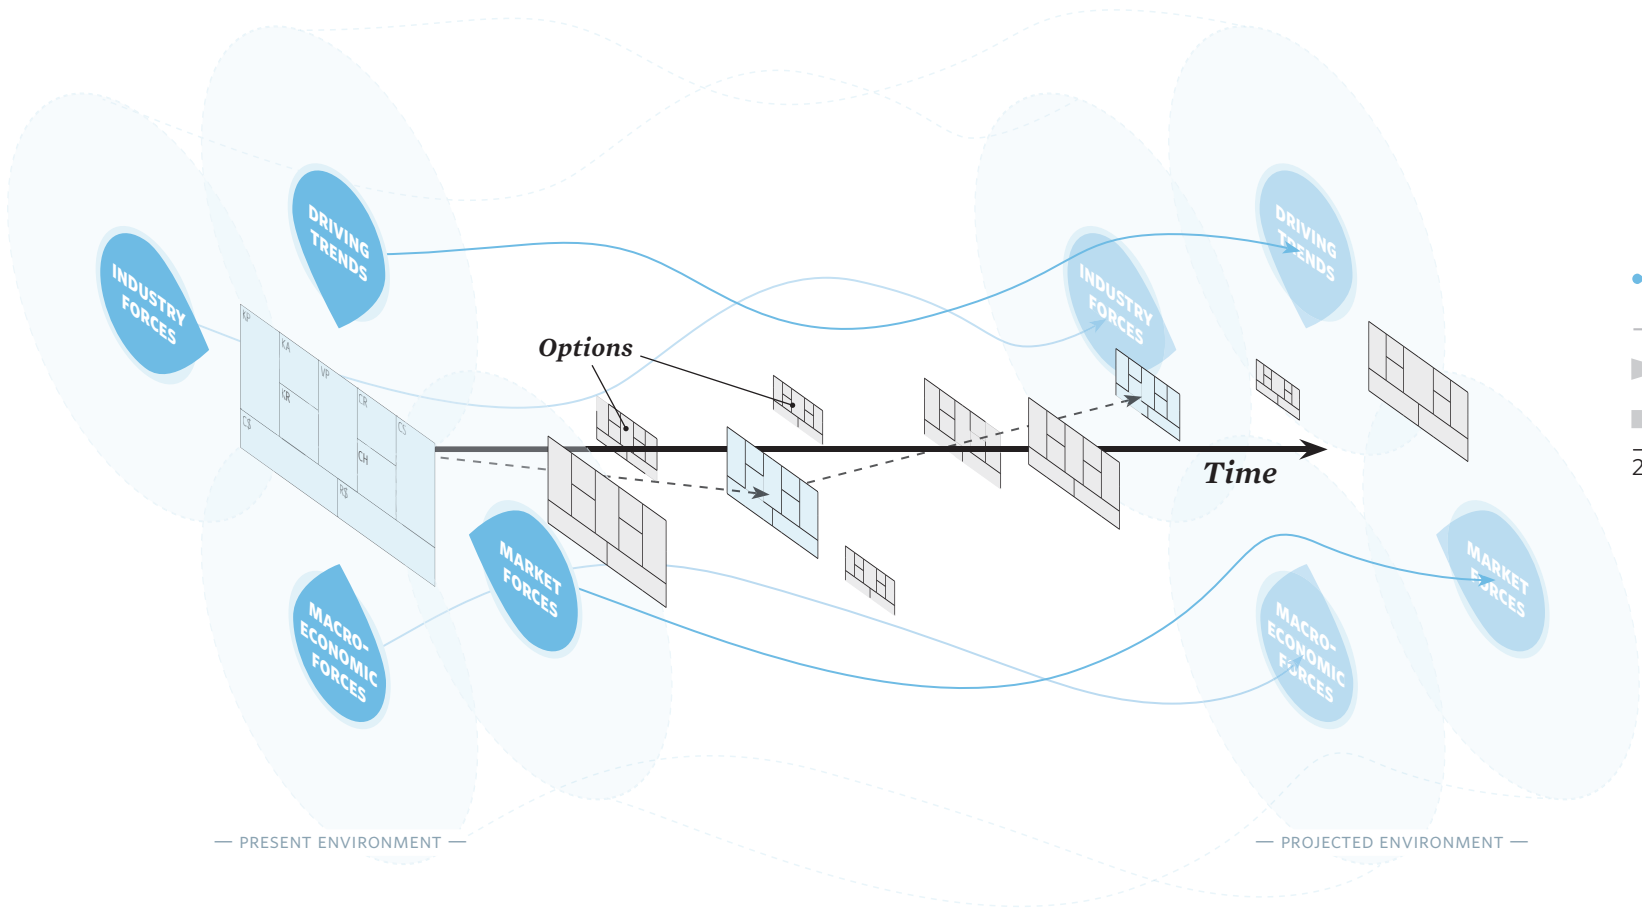 DRIVING
TRENDS
INDUSTRY
FORCES
KP
KA
VP
CR
CS
KR
CH
C$
R$
MARKET
FORCES
MACRO-
ECONOMIC
FORCES
Options
Time
DRIVING
TRENDS
INDUSTRY
FORCES
MARKET
FORCES
MACRO-
ECONOMIC
FORCES
2
— PRESENT ENVIRONMENT —
— PROJECTED ENVIRONMENT —